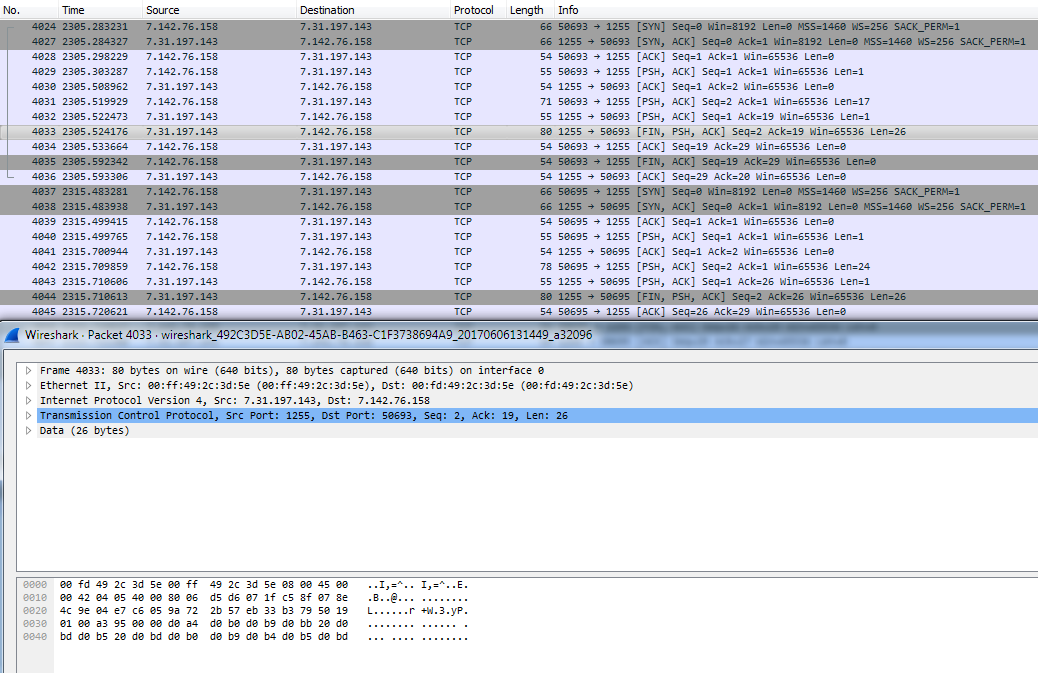 No. Time Source Destination Protocol Length Info
4024 2305.283231 7.142.76.158 7.31.197.143 TCP 66 50693 → 1255 [SYN] Seq=0 Win=8192 Len=0 MSS=1460 WS=256 SACK_PERM=1
4027 2305.284327 7.31.197.143 7.142.76.158 TCP 66 1255 → 50693 [SYN, ACK] Seq=0 Ack=1 Win=8192 Len=0 MSS=1460 WS=256 SACK_PERM=1
4028 2305.298229 7.142.76.158 7.31.197.143 TCP 54 50693 → 1255 [ACK] Seq=1 Ack=1 Win=65536 Len=0
4029 2305.303287 7.31.197.143 7.142.76.158 TCP 55 1255 → 50693 [PSH, ACK] Seq=1 Ack=1 Win=65536 Len=1
4030 2305.508962 7.142.76.158 7.31.197.143 TCP 54 50693 → 1255 [ACK] Seq=1 Ack=2 Win=65536 Len=0
4031 2305.519929 7.142.76.158 7.31.197.143 TCP 71 50693 → 1255 [PSH, ACK] Seq=2 Ack=1 Win=65536 Len=17
4032 2305.522473 7.31.197.143 7.142.76.158 TCP 55 1255 → 50693 [PSH, ACK] Seq=1 Ack=19 Win=65536 Len=1
4033 2305.524176 7.31.197.143 7.142.76.158 TCP 80 1255 → 50693 [FIN, PSH, ACK] Seq=2 Ack=19 Win=65536 Len=26
4034 2305.533664 7.142.76.158 7.31.197.143 TCP 54 50693 → 1255 [ACK] Seq=19 Ack=29 Win=65536 Len=0
4035 2305.592342 7.142.76.158 7.31.197.143 TCP 54 50693 → 1255 [FIN, ACK] Seq=19 Ack=29 Win=65536 Len=0
4036 2305.593306 7.31.197.143 7.142.76.158 TCP 54 1255 → 50693 [ACK] Seq=29 Ack=20 Win=65536 Len=0
4037 2315.483281 7.142.76.158 7.31.197.143 TCP 66 50695 → 1255 [SYN] Seq=0 Win=8192 Len=0 MSS=1460 WS=256 SACK_PERM=1
4038 2315.483938 7.31.197.143 7.142.76.158 TCP 66 1255 → 50695 [SYN, ACK] Seq=0 Ack=1 Win=8192 Len=0 MSS=1460 WS=256 SACK_PERM=1
4039 2315.499415 7.142.76.158 7.31.197.143 TCP 54 50695 → 1255 [ACK] Seq=1 Ack=1 Win=65536 Len=0
4040 2315.499765 7.142.76.158 7.31.197.143 TCP 55 50695 → 1255 [PSH, ACK] Seq=1 Ack=1 Win=65536 Len=1
4041 2315.700944 7.31.197.143 7.142.76.158 TCP 54 1255 → 50695 [ACK] Seq=1 Ack=2 Win=65536 Len=0
4042 2315.709859 7.142.76.158 7.31.197.143 TCP 78 50695 → 1255 [PSH, ACK] Seq=2 Ack=1 Win=65536 Len=24
4043 2315.710606 7.31.197.143 7.142.76.158 TCP 55 1255 → 50695 [PSH, ACK] Seq=1 Ack=26 Win=65536 Len=1
4044 2315.710613 7.31.197.143 7.142.76.158 TCP 80 1255 → 50695 [FIN, PSH, ACK] Seq=2 Ack=26 Win=65536 Len=26
4045 2315.720621 7.142.76.158 7.31.197.143 TCP 54 50695 → 1255 [ACK] Seq=26 Ack=29 Win=65536 Len=0
Wireshark · Packet 4033 · wireshark_492C3D5E-AB02-45AB-B463-C1F3738694A9_20170606131449_a32096
Frame 4033: 80 bytes on wire (640 bits), 80 bytes captured (640 bits) on interface 0
Ethernet II, Src: 00:ff:49:2c:3d:5e (00:ff:49:2c:3d:5e), Dst: 00:fd:49:2c:3d:5e (00:fd:49:2c:3d:5e)
Internet Protocol Version 4, Src: 7.31.197.143, Dst: 7.142.76.158
Transmission Control Protocol, Src Port: 1255, Dst Port: 50693, Seq: 2, Ack: 19, Len: 26
Data (26 bytes)
0000 00 fd 49 2c 3d 5e 00 ff 49 2c 3d 5e 08 00 45 00 ..I,=^.. I,=^..E.
0010 00 42 04 05 40 00 80 06 d5 d6 07 1f c5 8f 07 8e .B..@... ........
0020 4c 9e 04 e7 c6 05 9a 72 2b 57 eb 33 b3 79 50 19 L......r +W.3.yP.
0030 01 00 a3 95 00 00 d0 a4 d0 b0 d0 b9 d0 bb 20 d0 ........ ...... .
0040 bd d0 b5 20 d0 bd d0 b0 d0 b9 d0 b4 d0 b5 d0 bd ... .... ........